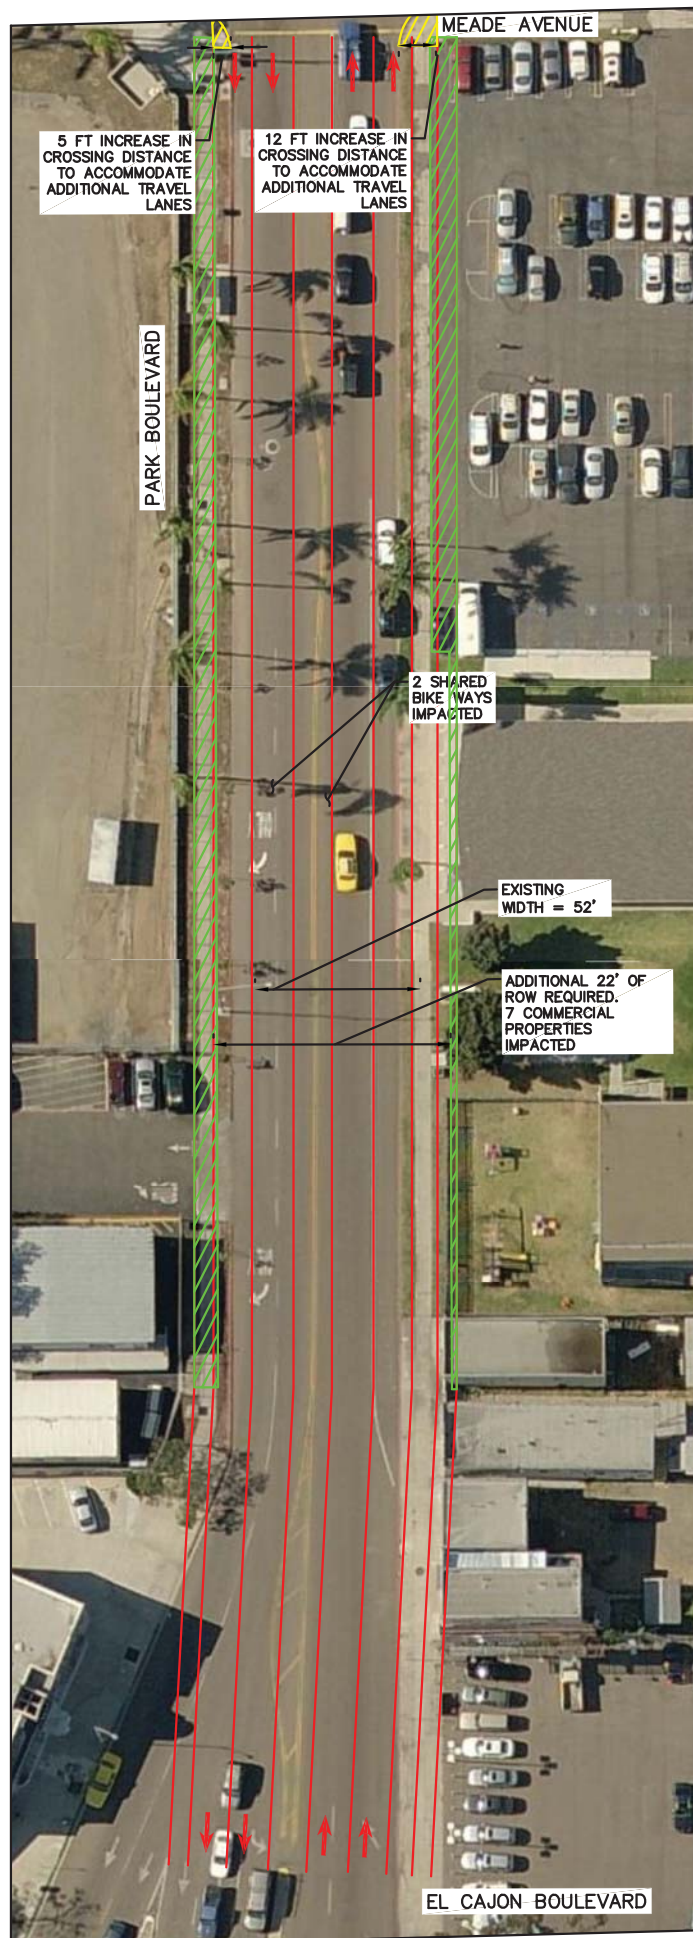 MEADE AVENUE
5 FT INCREASE IN
CROSSING DISTANCE
TO ACCOMMODATE
ADDITIONAL TRAVEL
LANES
12 FT INCREASE IN
CROSSING DISTANCE
TO ACCOMMODATE
ADDITIONAL TRAVEL
LANES
PARK BOULEVARD
2 SHARED
BIKE WAYS
IMPACTED
EXISTING
WIDTH = 52'
ADDITIONAL 22' OF
ROW REQUIRED.
7 COMMERCIAL
PROPERTIES
IMPACTED
EL CAJON BOULEVARD